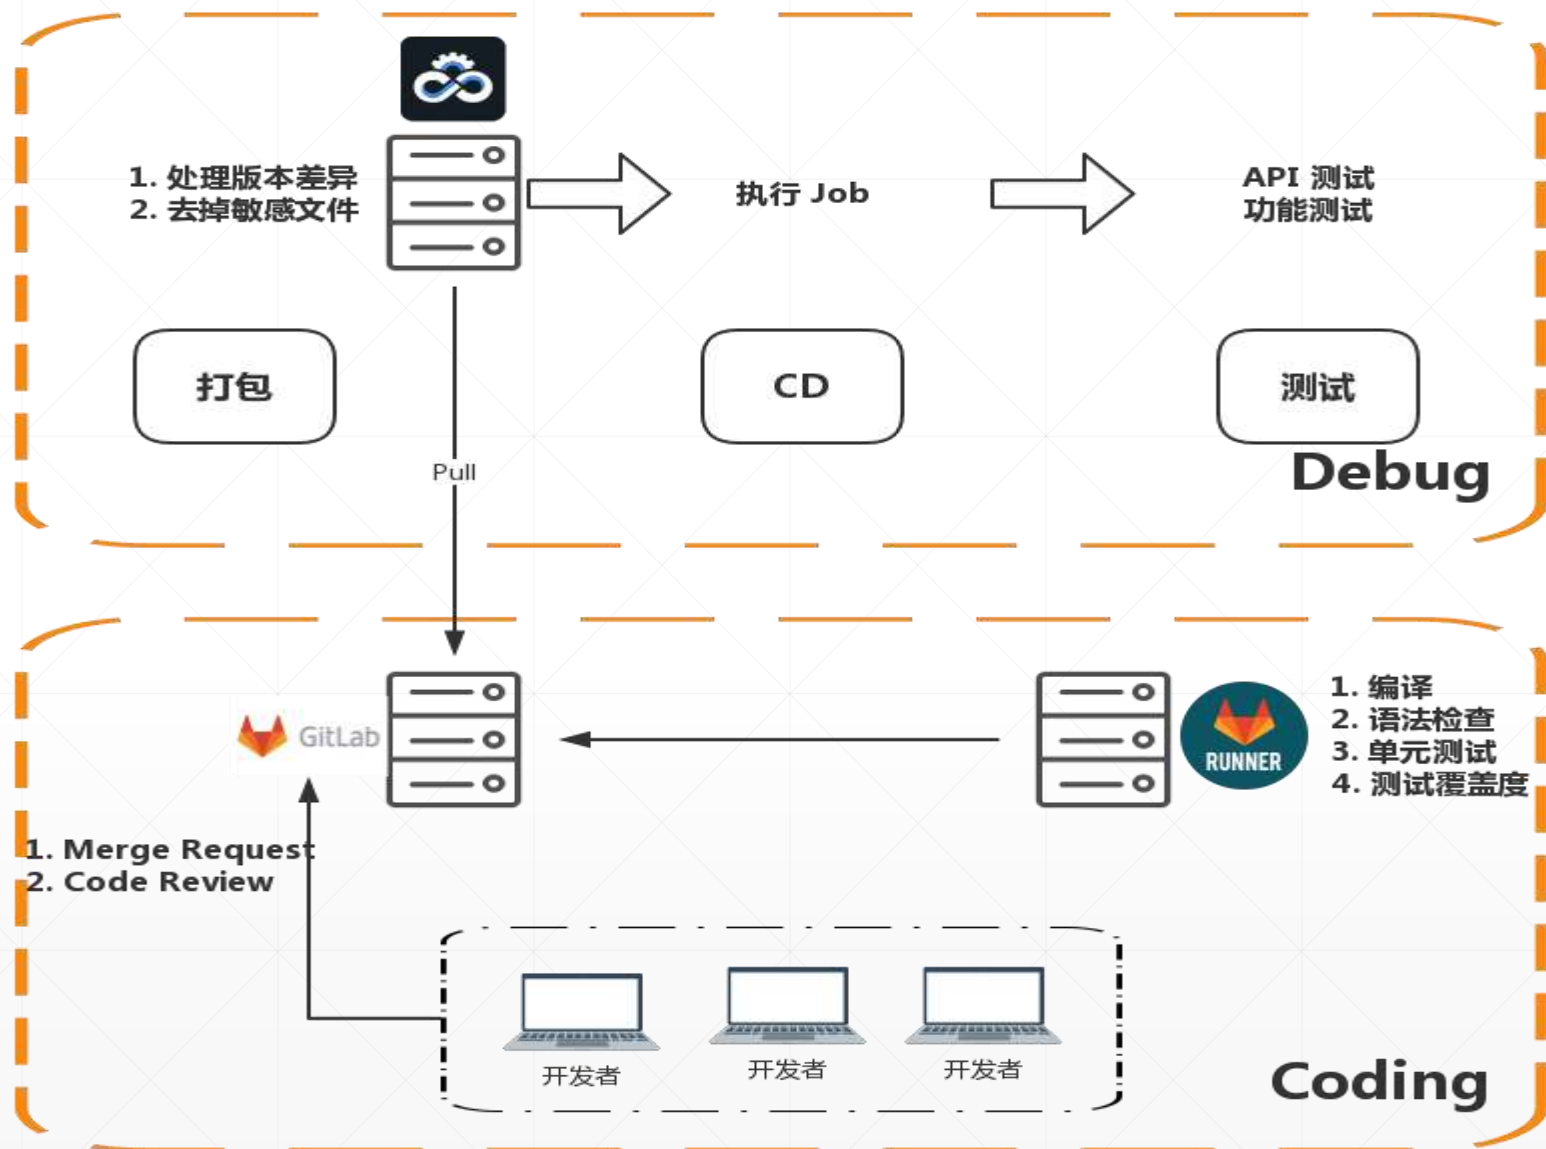 1. 处理版本差异
2. 去掉敏感文件
执行 Job
API 测试
功能测试
打包
CD
测试
Debug
Pull
GitLab
RUNNER
1. 编译
2. 语法检查
3. 单元测试
4. 测试覆盖度
1. Merge Request
2. Code Review
开发者
开发者
开发者
Coding